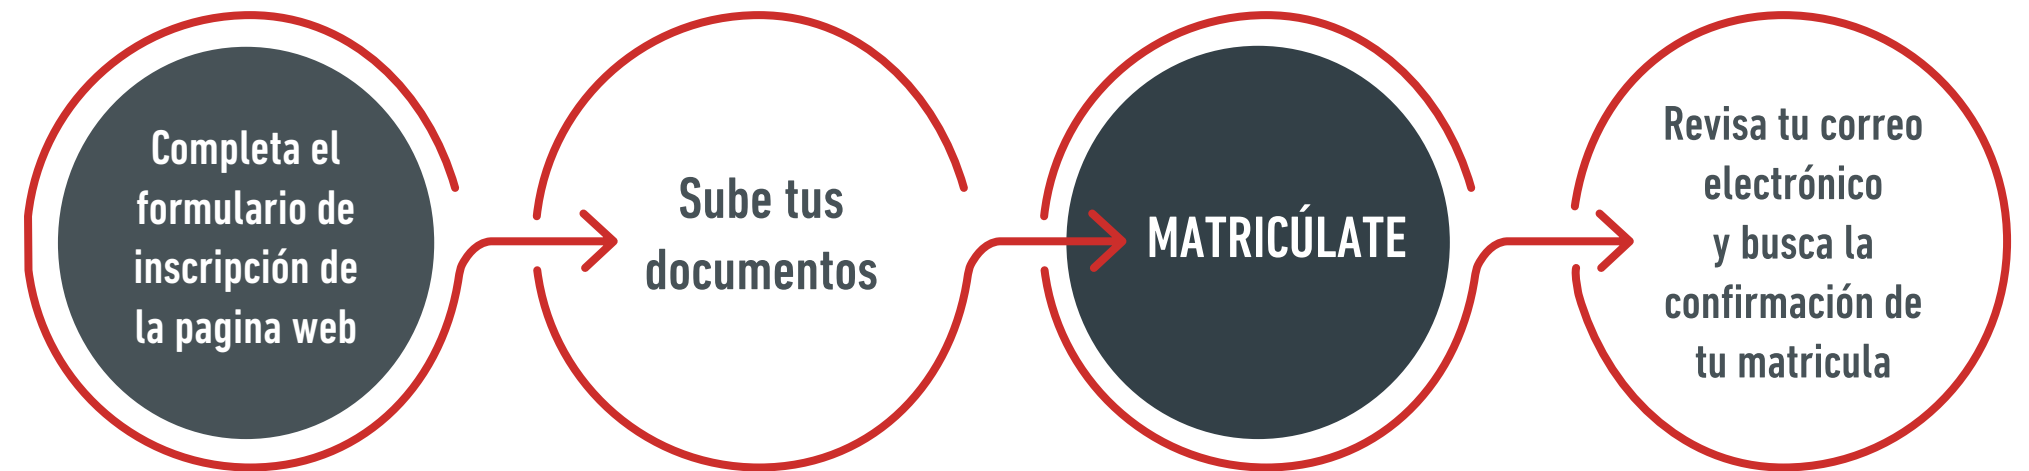 Completa el
formulario de
inscripción de
la pagina web
Sube tus
documentos
MATRICÚLATE
Revisa tu correo
electrónico
y busca la
confirmación de
tu matricula